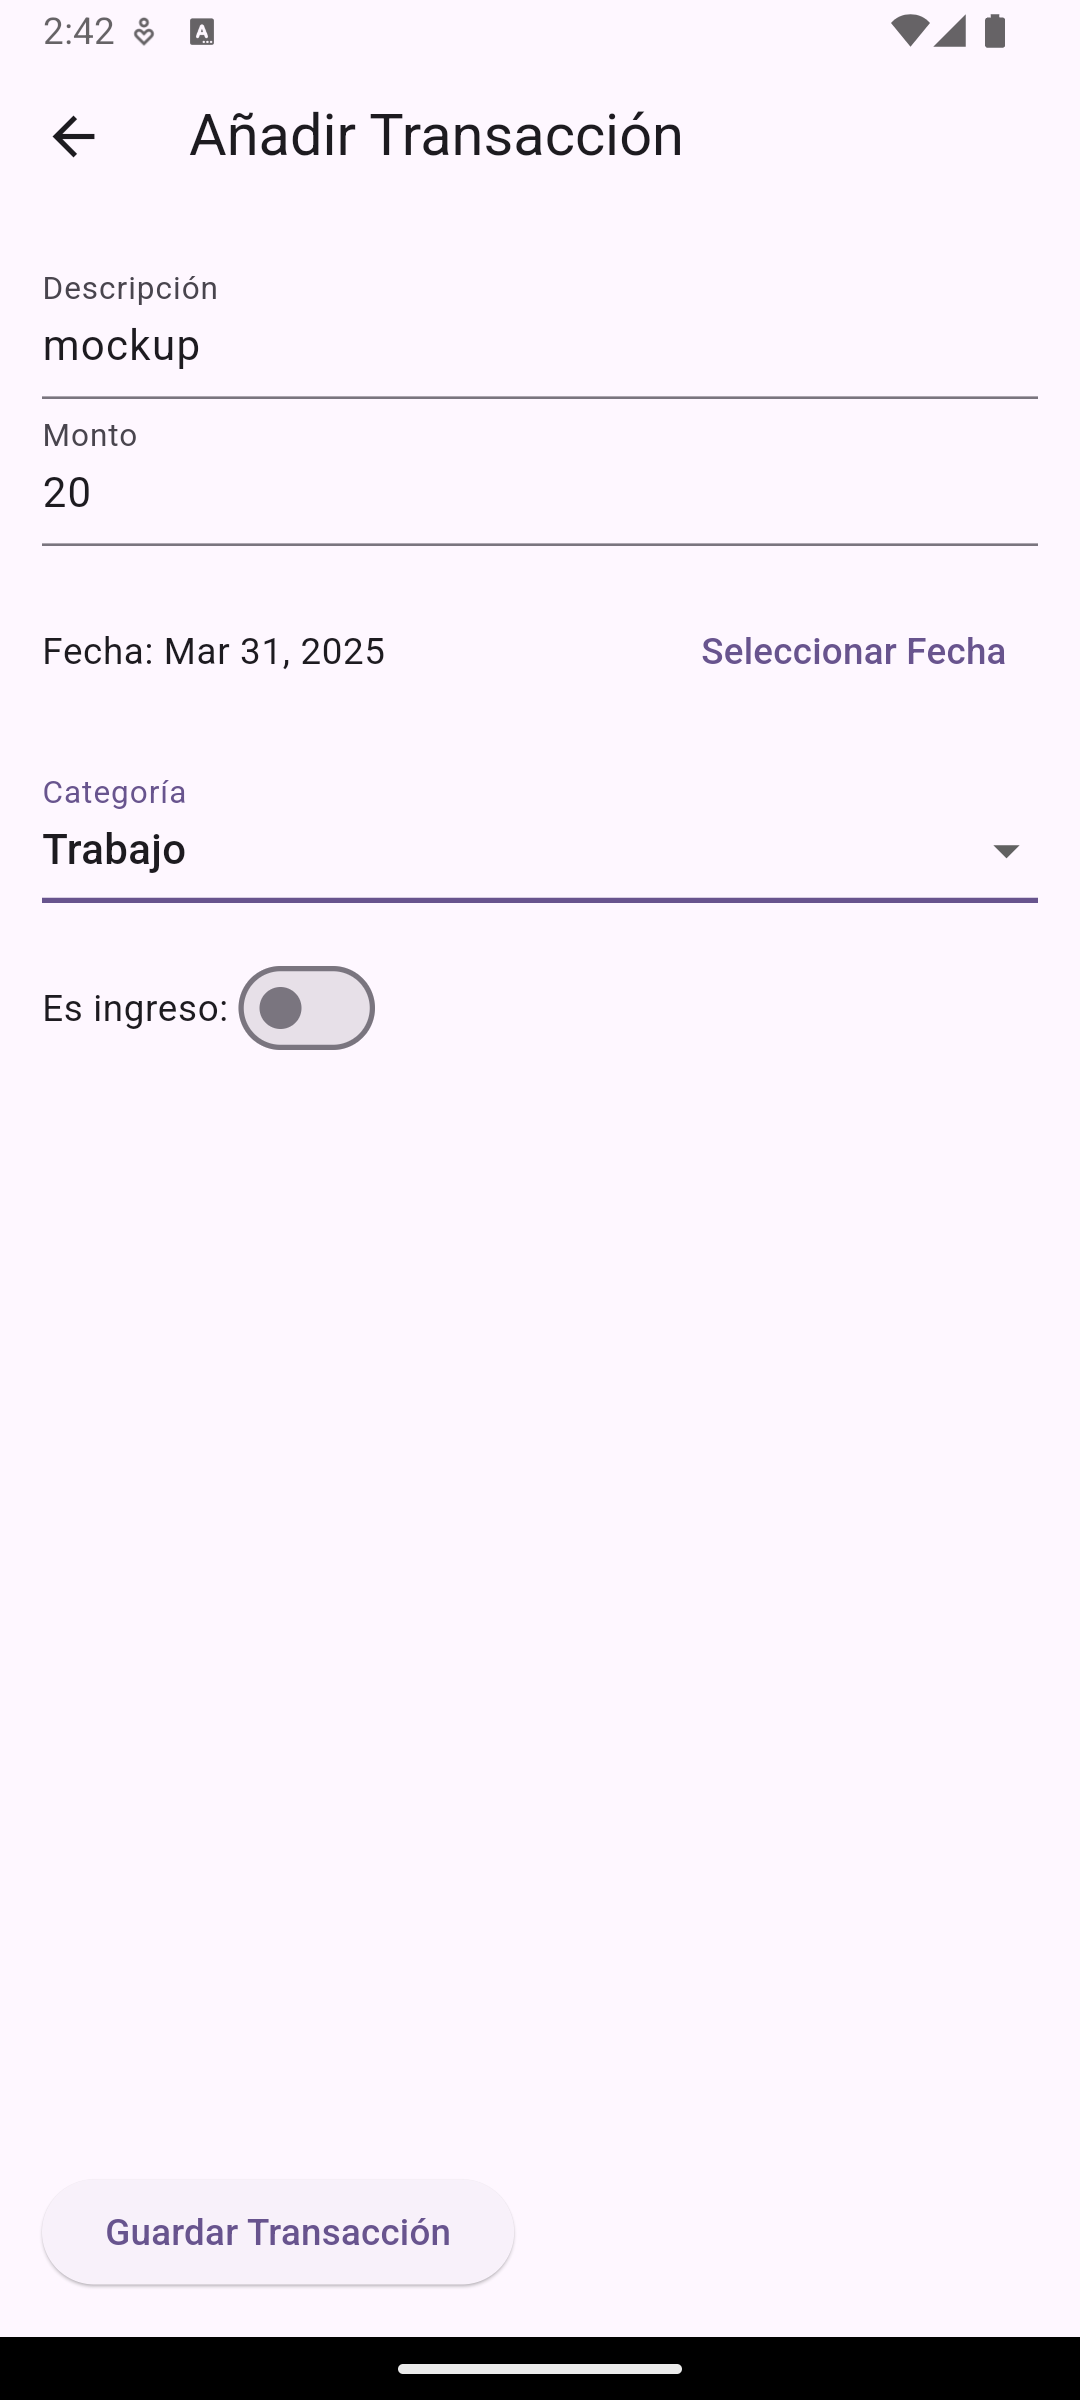 2:42
Añadir Transacción
Descripción
mockup
Monto
20
Fecha: Mar 31, 2025
Seleccionar Fecha
Categoría
Trabajo
Es ingreso:
Guardar Transacción